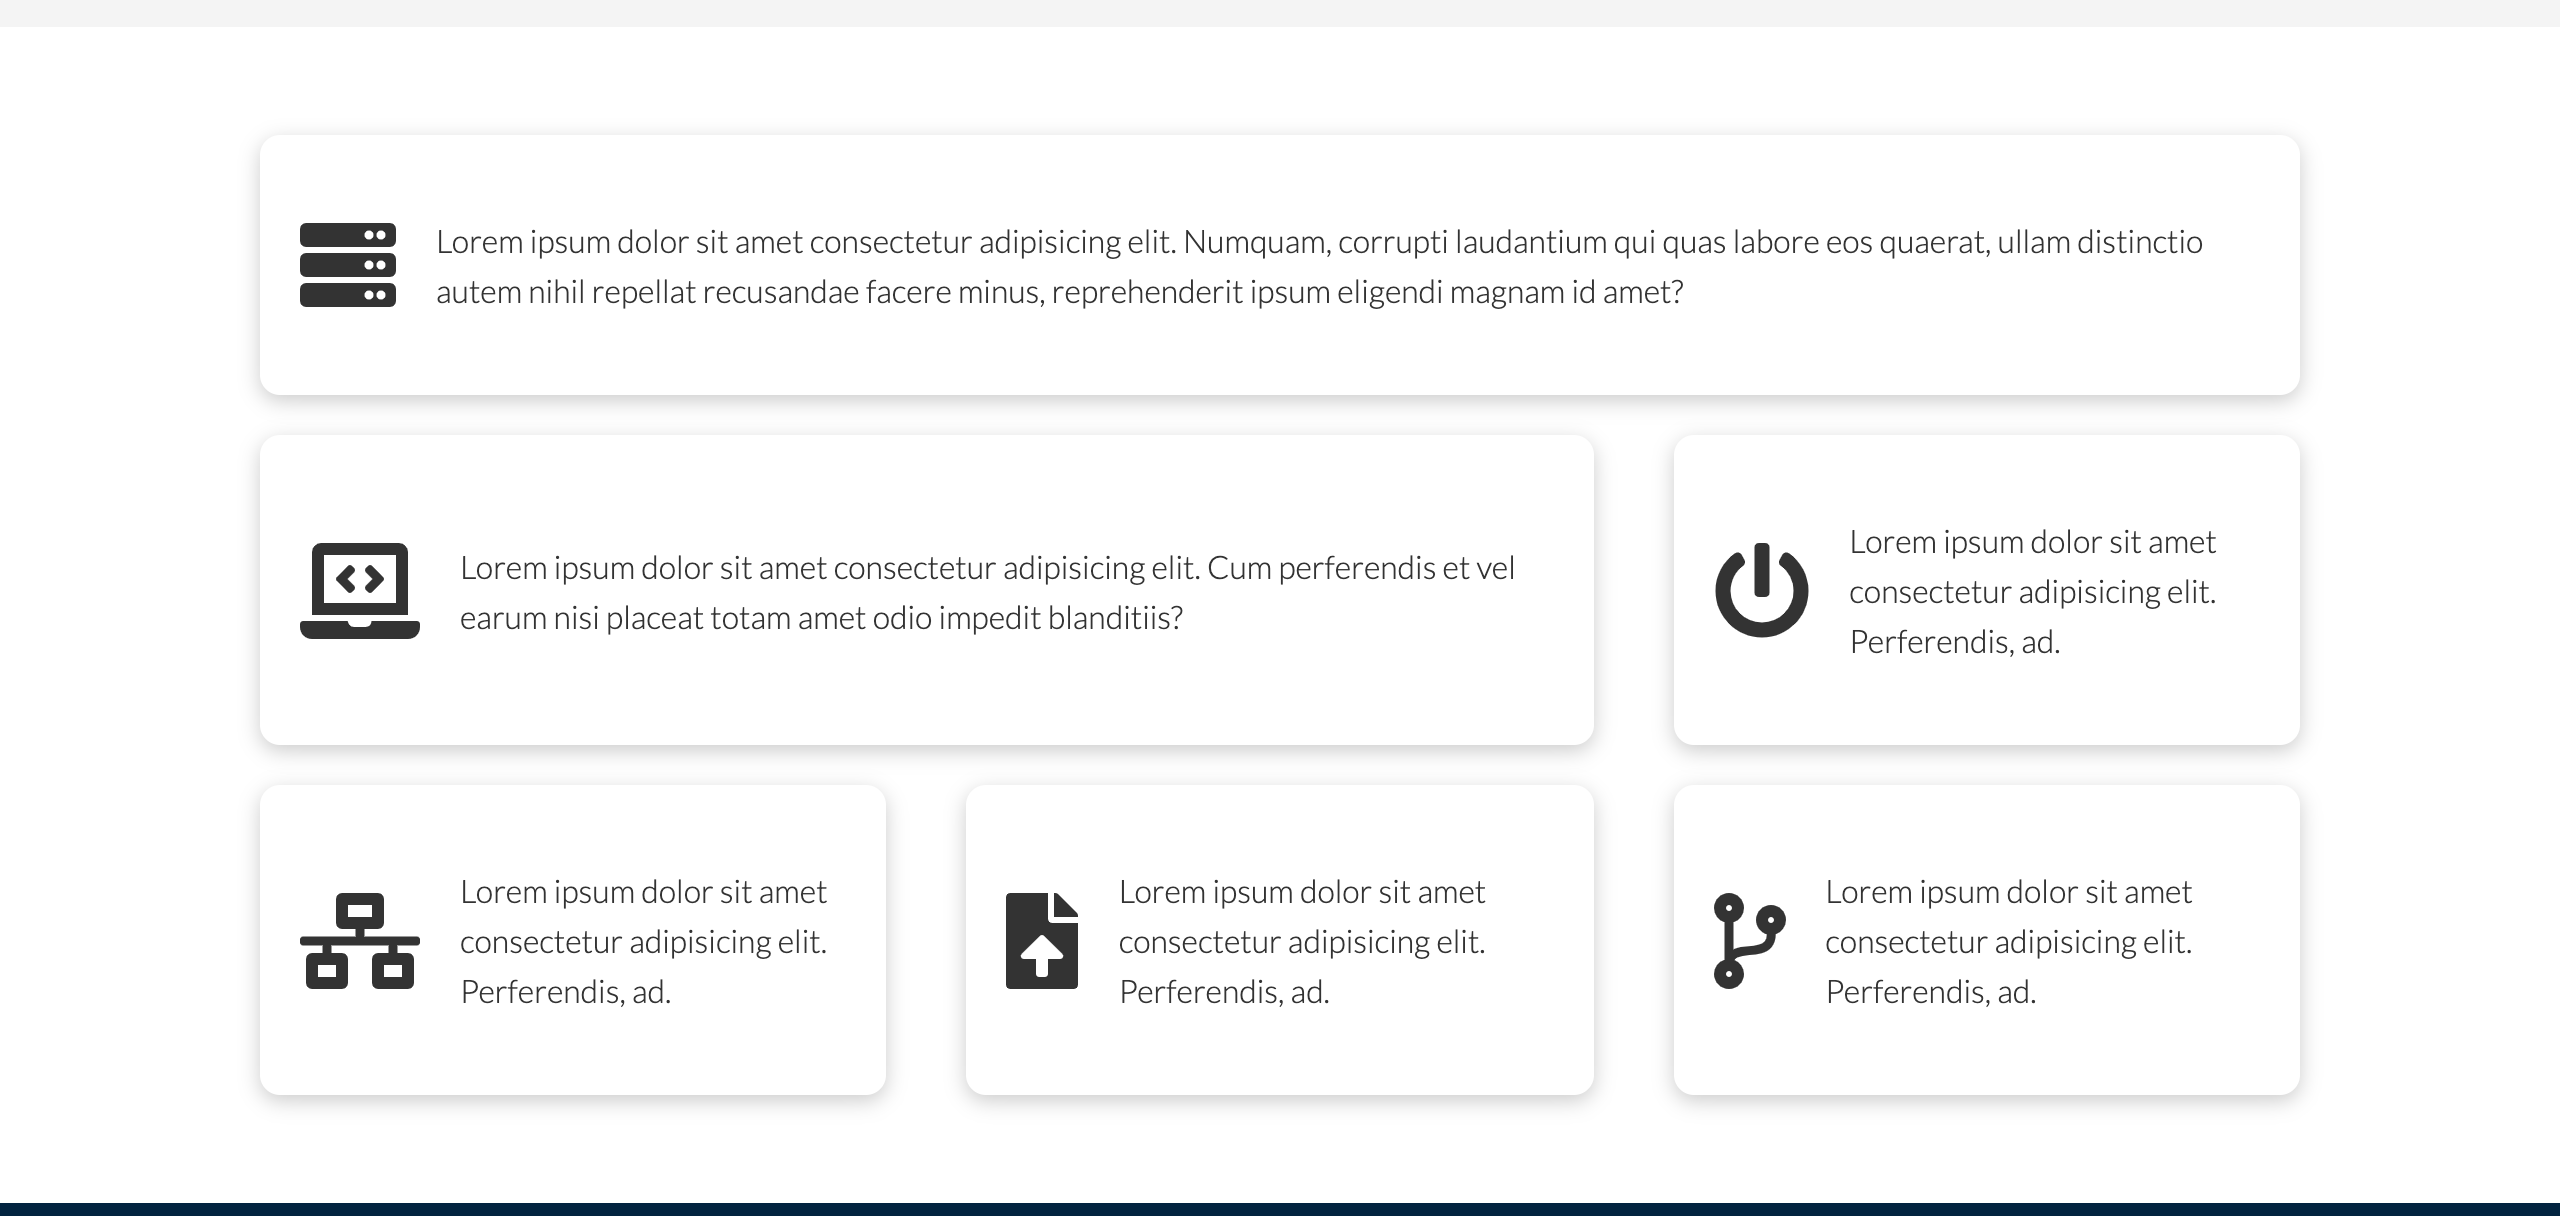 Lorem ipsum dolor sit amet consectetur adipisicing elit. Numquam, corrupti laudantium qui quas labore eos quaerat, ullam distinctio
autem nihil repellat recusandae facere minus, reprehenderit ipsum eligendi magnam id amet?
Lorem ipsum dolor sit amet consectetur adipisicing elit. Cum perferendis et vel
earum nisi placeat totam amet odio impedit blanditiis?
Lorem ipsum dolor sit amet
consectetur adipisicing elit.
Perferendis, ad.
Lorem ipsum dolor sit amet
consectetur adipisicing elit.
Perferendis, ad.
Lorem ipsum dolor sit amet
consectetur adipisicing elit.
Perferendis, ad.
Lorem ipsum dolor sit amet
consectetur adipisicing elit.
Perferendis, ad.